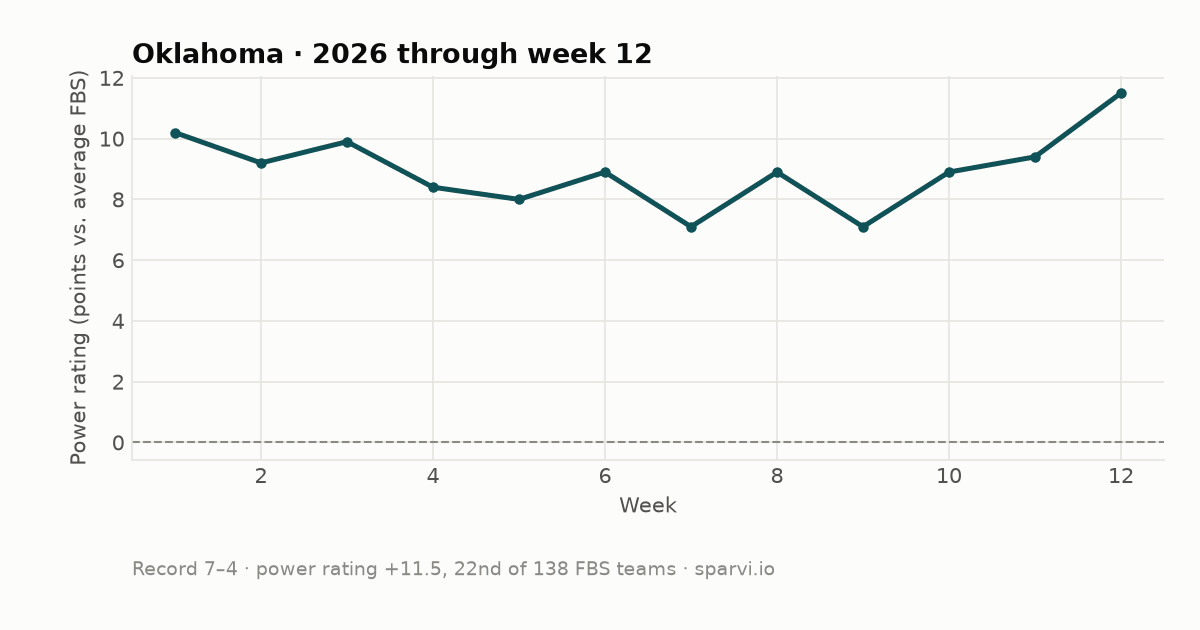 Oklahoma · 2026 through week 12
Power rating (points vs. average FBS)
12
10
8
6
4
2
0
2 4 6 8 10 12
Week
Record 7–4 · power rating +11.5, 22nd of 138 FBS teams · sparvi.io